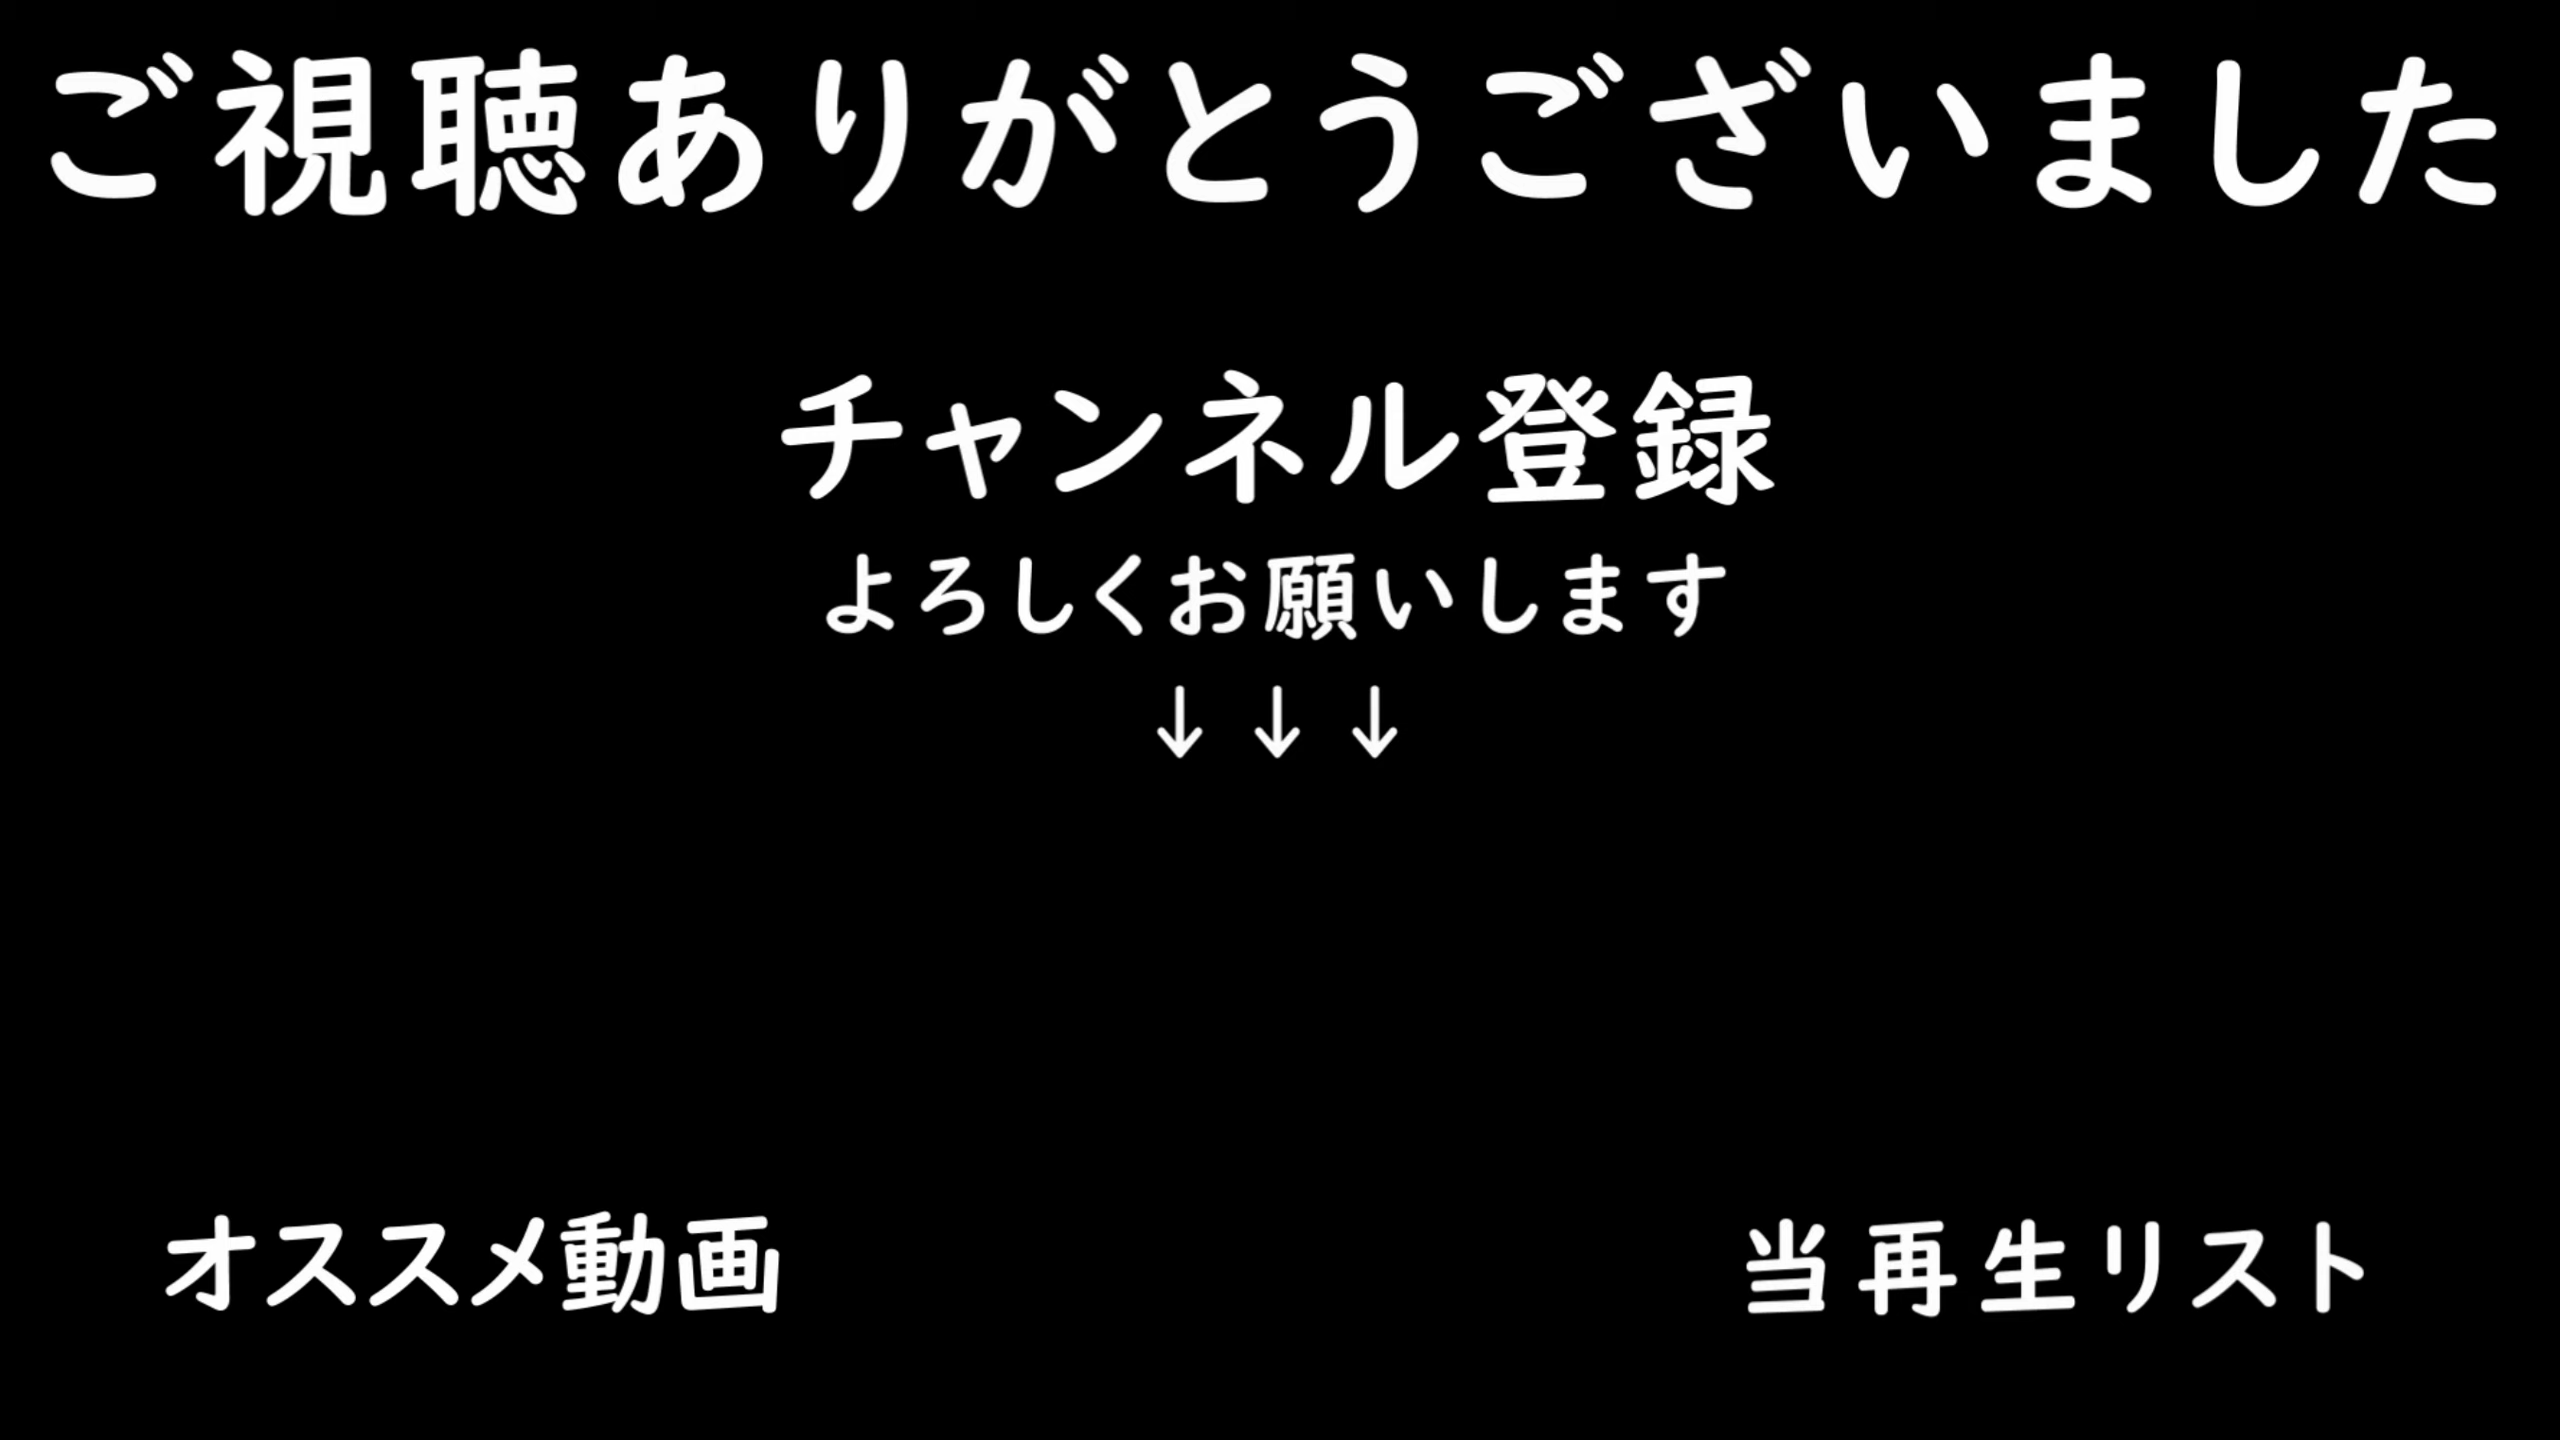 ご視聴ありがとうございました
チャンネル登録
よろしくお願いします
↓ ↓ ↓
オススメ動画
当再生リスト